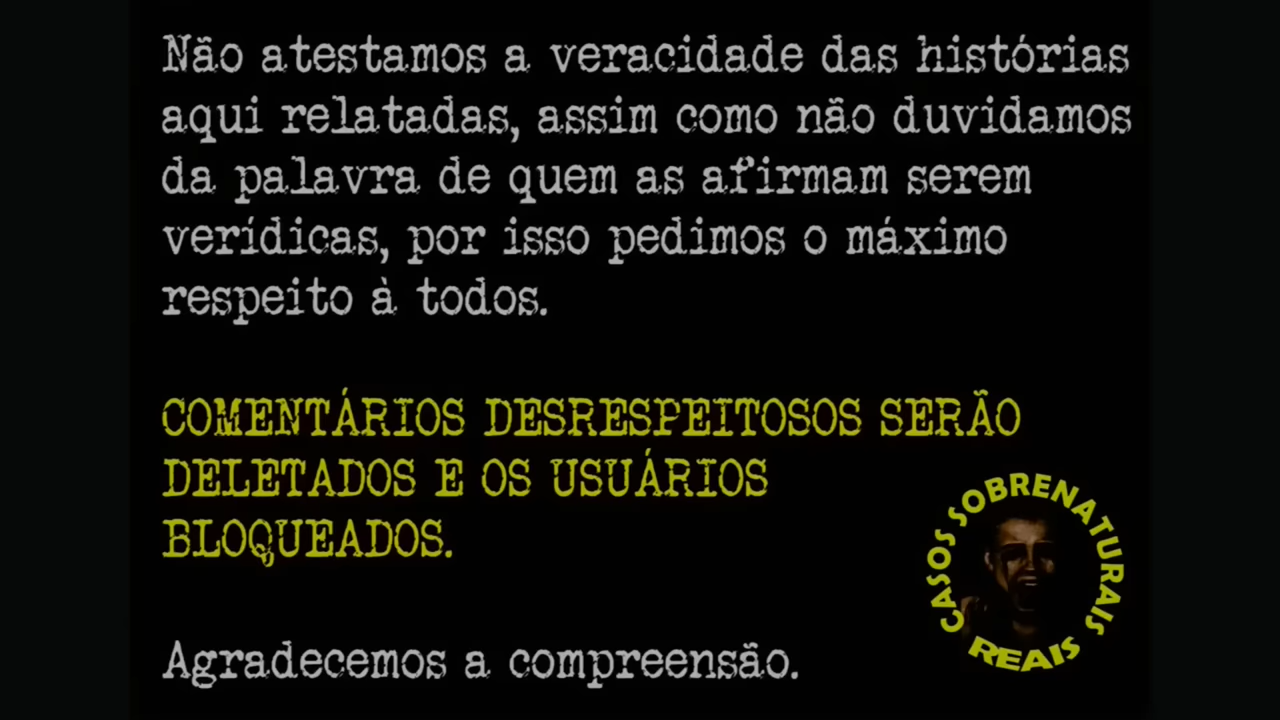 Não atestamos a veracidade das histórias
aqui relatadas, assim como não duvidamos
da palavra de quem as afirmam serem
verídicas, por isso pedimos o máximo
respeito à todos.
COMENTÁRIOS DESRESPEITOSOS SERÃO
DELETADOS E OS USUÁRIOS
BLOQUEADOS.
CASOS SOBRENATURAIS
REAIS
Agradecemos a compreensão.